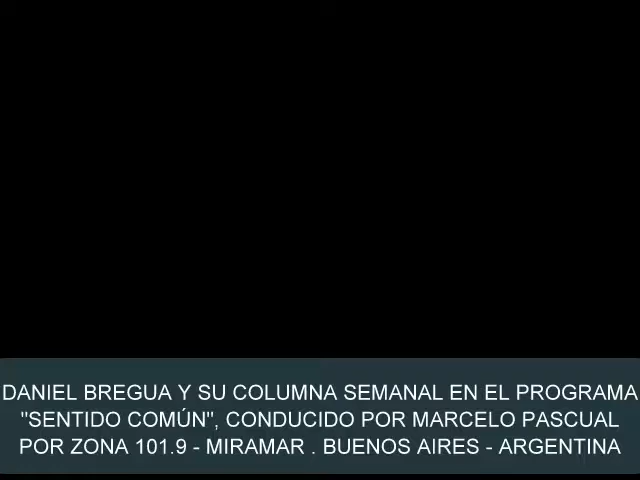 DANIEL BREGUA Y SU COLUMNA SEMANAL EN EL PROGRAMA
"SENTIDO COMÚN", CONDUCIDO POR MARCELO PASCUAL
POR ZONA 101.9 - MIRAMAR . BUENOS AIRES - ARGENTINA